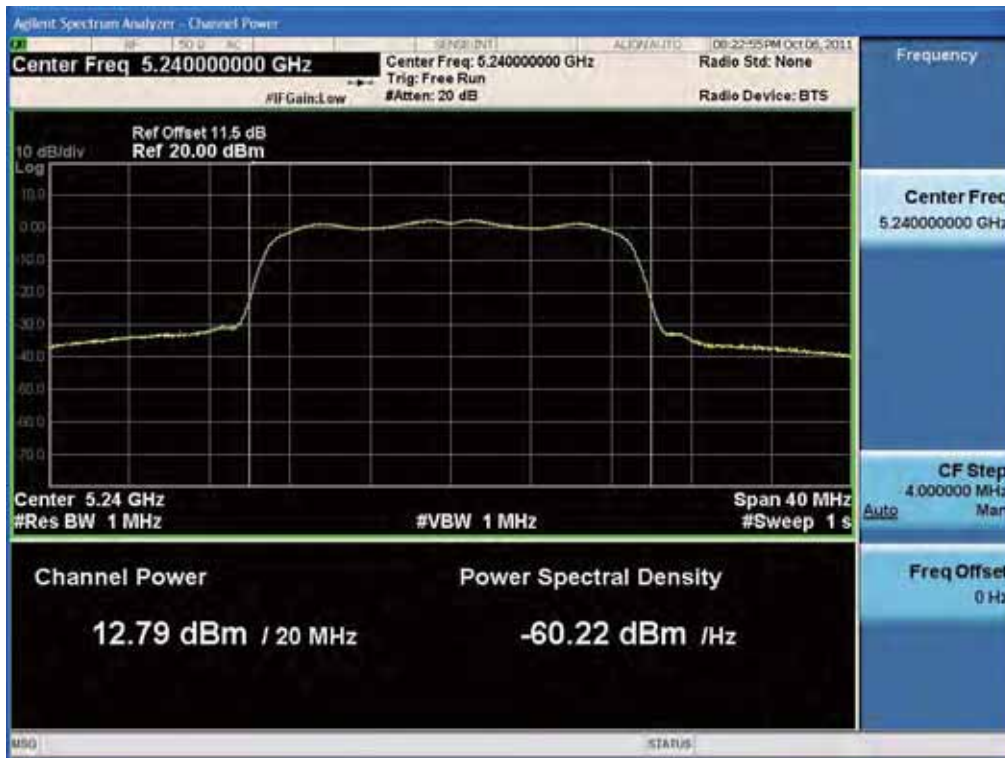 Agilent Spectrum Analyzer - Channel Power
RF 50 Ω AC SENSE:INT ALIGN AUTO 08:22:55 PM Oct 06, 2011
Center Freq 5.240000000 GHz
Center Freq: 5.240000000 GHz
Radio Std: None
Trig: Free Run
#IFGain:Low
#Atten: 20 dB
Radio Device: BTS
Ref Offset 11.5 dB
10 dB/div Ref 20.00 dBm
Log
10.0
0.00
-10.0
-20.0
-30.0
-40.0
-50.0
-60.0
-70.0
Center 5.24 GHz
Span 40 MHz
#Res BW 1 MHz
#VBW 1 MHz
#Sweep 1 s
Channel Power
Power Spectral Density
12.79 dBm / 20 MHz
-60.22 dBm /Hz
Frequency
Center Freq
5.240000000 GHz
CF Step
4.000000 MHz
Auto Man
Freq Offset
0 Hz
MSG
STATUS